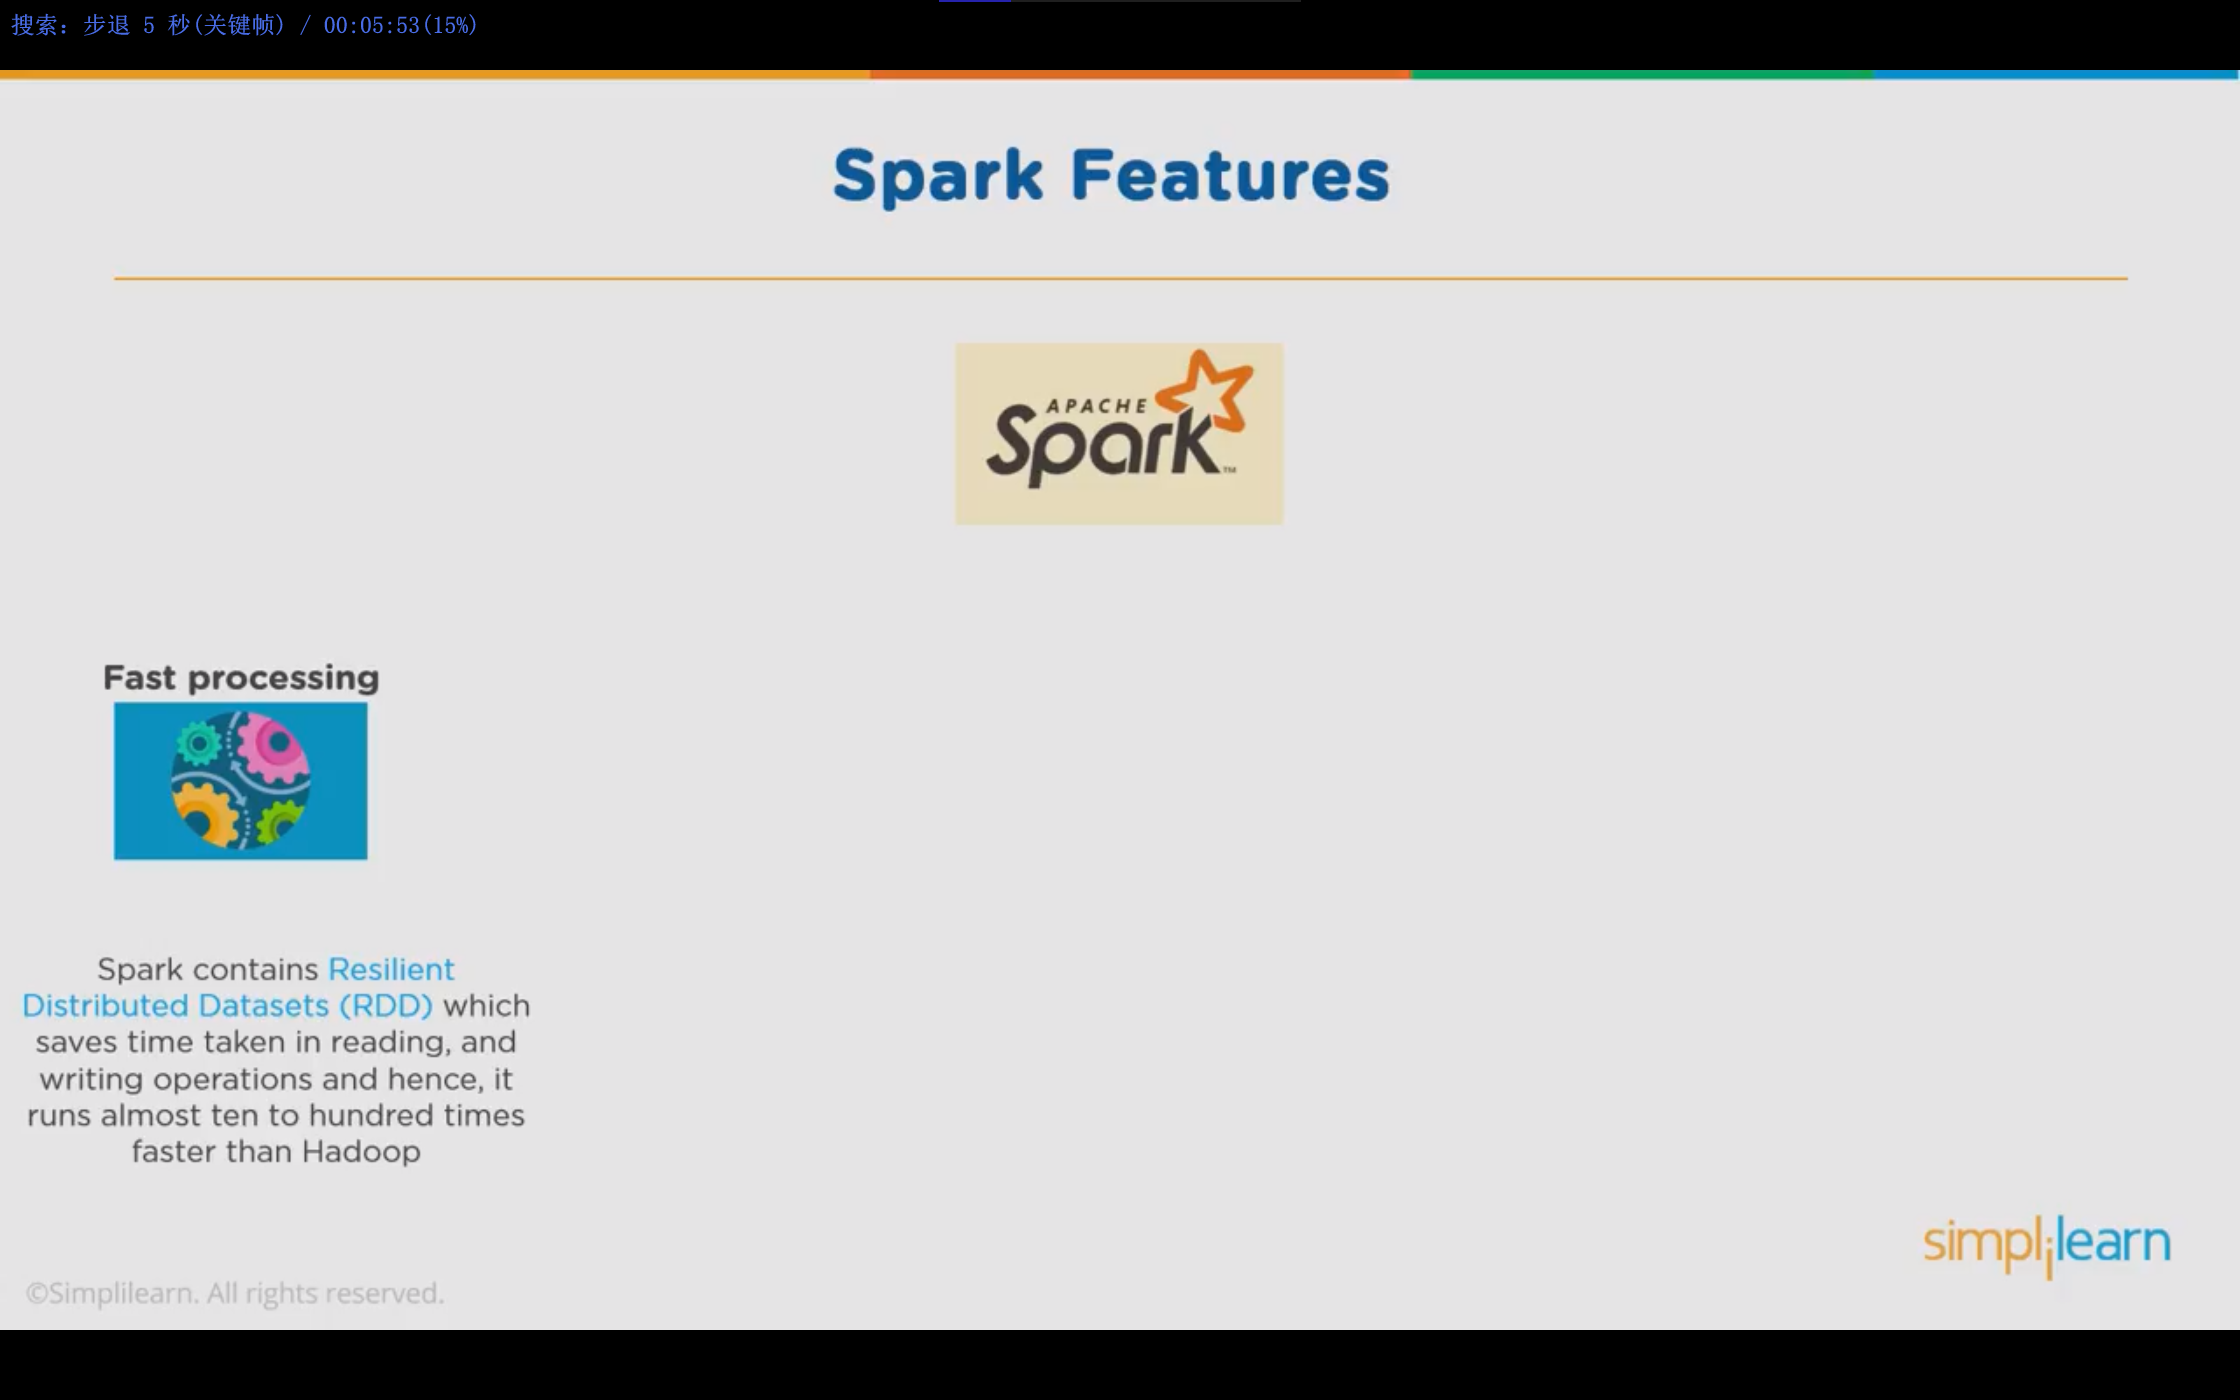 搜索: 步退 5 秒(关键帧) / 00:05:53(15%)
Spark Features
APACHE
Spark™
Fast processing
Spark contains Resilient
Distributed Datasets (RDD) which
saves time taken in reading, and
writing operations and hence, it
runs almost ten to hundred times
faster than Hadoop
simplilearn
©Simplilearn. All rights reserved.